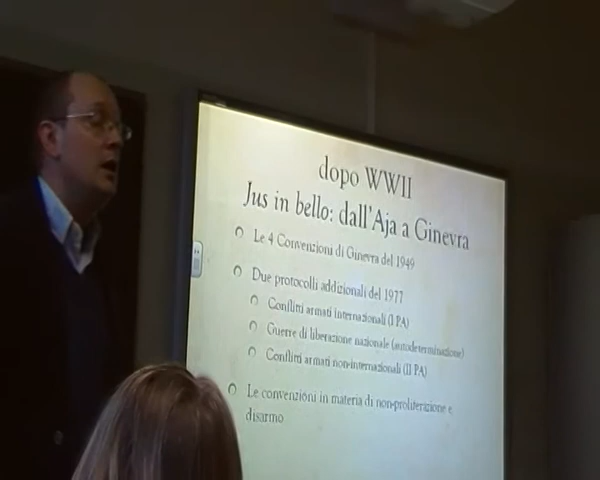 dopo WWII
Jus in bello: dall'Aja a Ginevra
Le 4 Convenzioni di Ginevra del 1949
Due protocolli addizionali del 1977
Conflitti armati internazionali (I PA)
Guerre di liberazione nazionale (autodeterminazione)
Conflitti armati non-internazionali (II PA)
Le convenzioni in materia di non-proliferazione e
disarmo